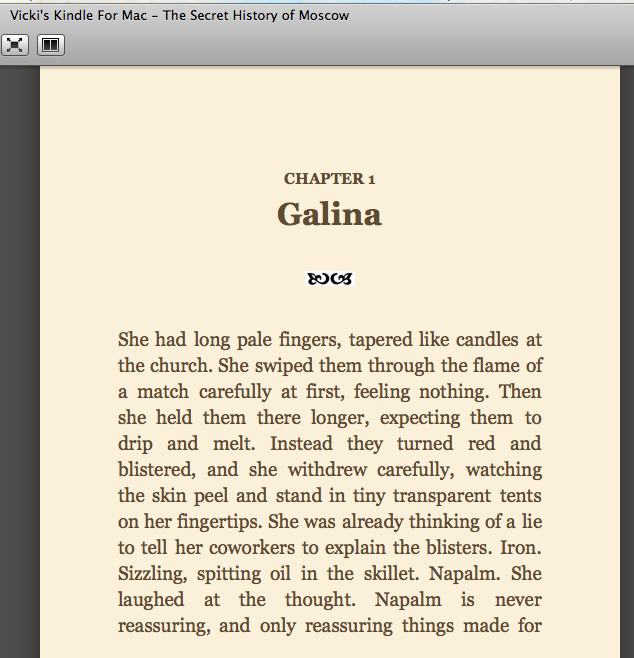 Vicki's Kindle For Mac – The Secret History of Moscow
CHAPTER 1
Galina
She had long pale fingers, tapered like candles at
the church. She swiped them through the flame of
a match carefully at first, feeling nothing. Then
she held them there longer, expecting them to
drip and melt. Instead they turned red and
blistered, and she withdrew carefully, watching
the skin peel and stand in tiny transparent tents
on her fingertips. She was already thinking of a lie
to tell her coworkers to explain the blisters. Iron.
Sizzling, spitting oil in the skillet. Napalm. She
laughed at the thought. Napalm is never
reassuring, and only reassuring things made for